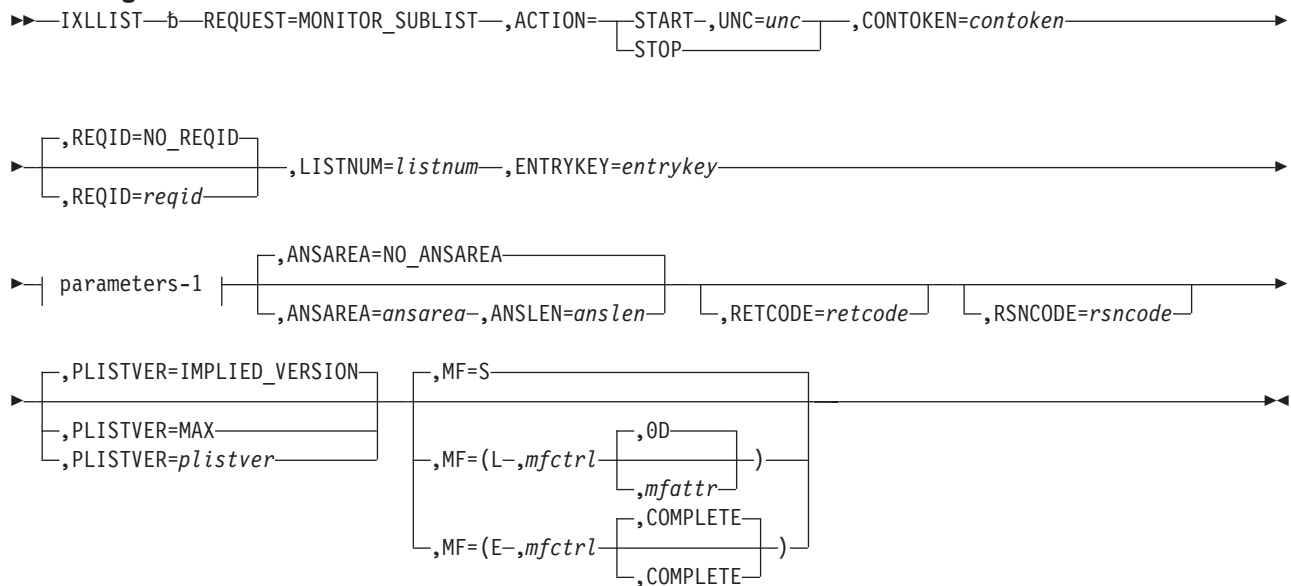 IXLLIST ƀ REQUEST=MONITOR_SUBLIST ,ACTION= START ,UNC=unc ,CONTOKEN=contoken
STOP
,REQID=NO_REQID
,LISTNUM=listnum ,ENTRYKEY=entrykey
,REQID=reqid
,ANSAREA=NO_ANSAREA
parameters-1
,ANSAREA=ansarea ,ANSLEN=anslen ,RETCODE=retcode ,RSNCODE=rsncode
,PLISTVER=IMPLIED_VERSION ,MF=S
,PLISTVER=MAX ,0D
,PLISTVER=plistver ,MF=(L ,mfctrl )
,mfattr
,COMPLETE
,MF=(E ,mfctrl )
,COMPLETE